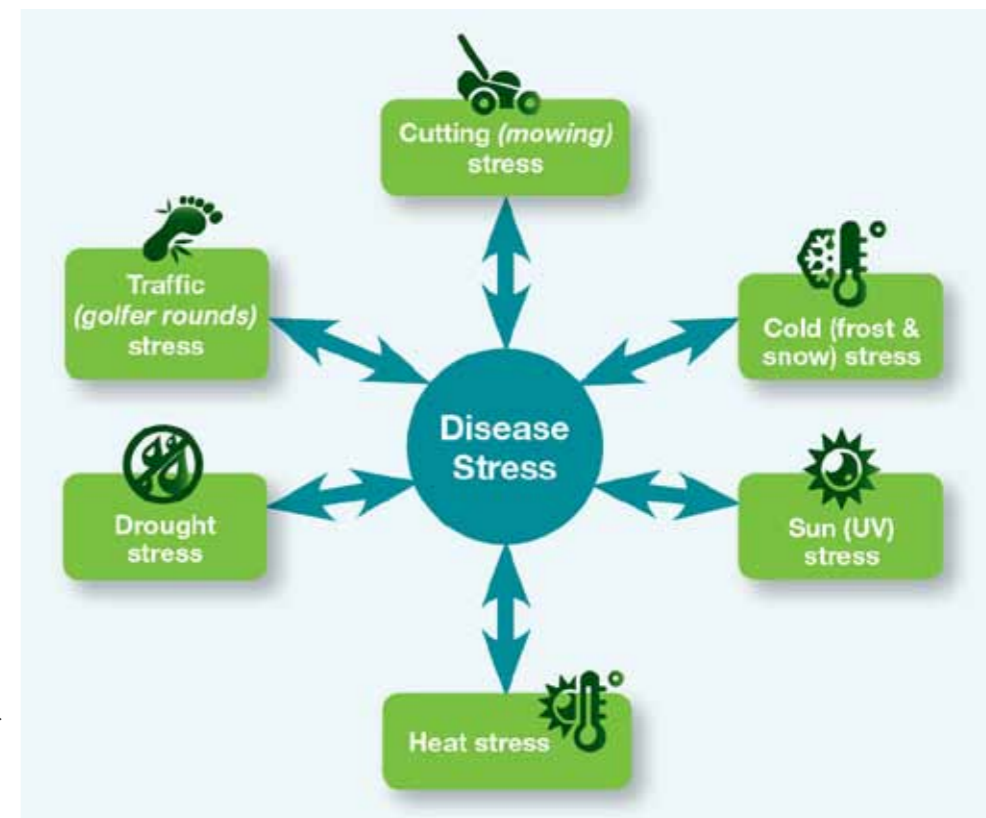 Cutting (mowing)
stress
Traffic
(golfer rounds)
stress
Cold (frost &
snow) stress
Disease
Stress
Drought
stress
Sun (UV)
stress
Heat stress